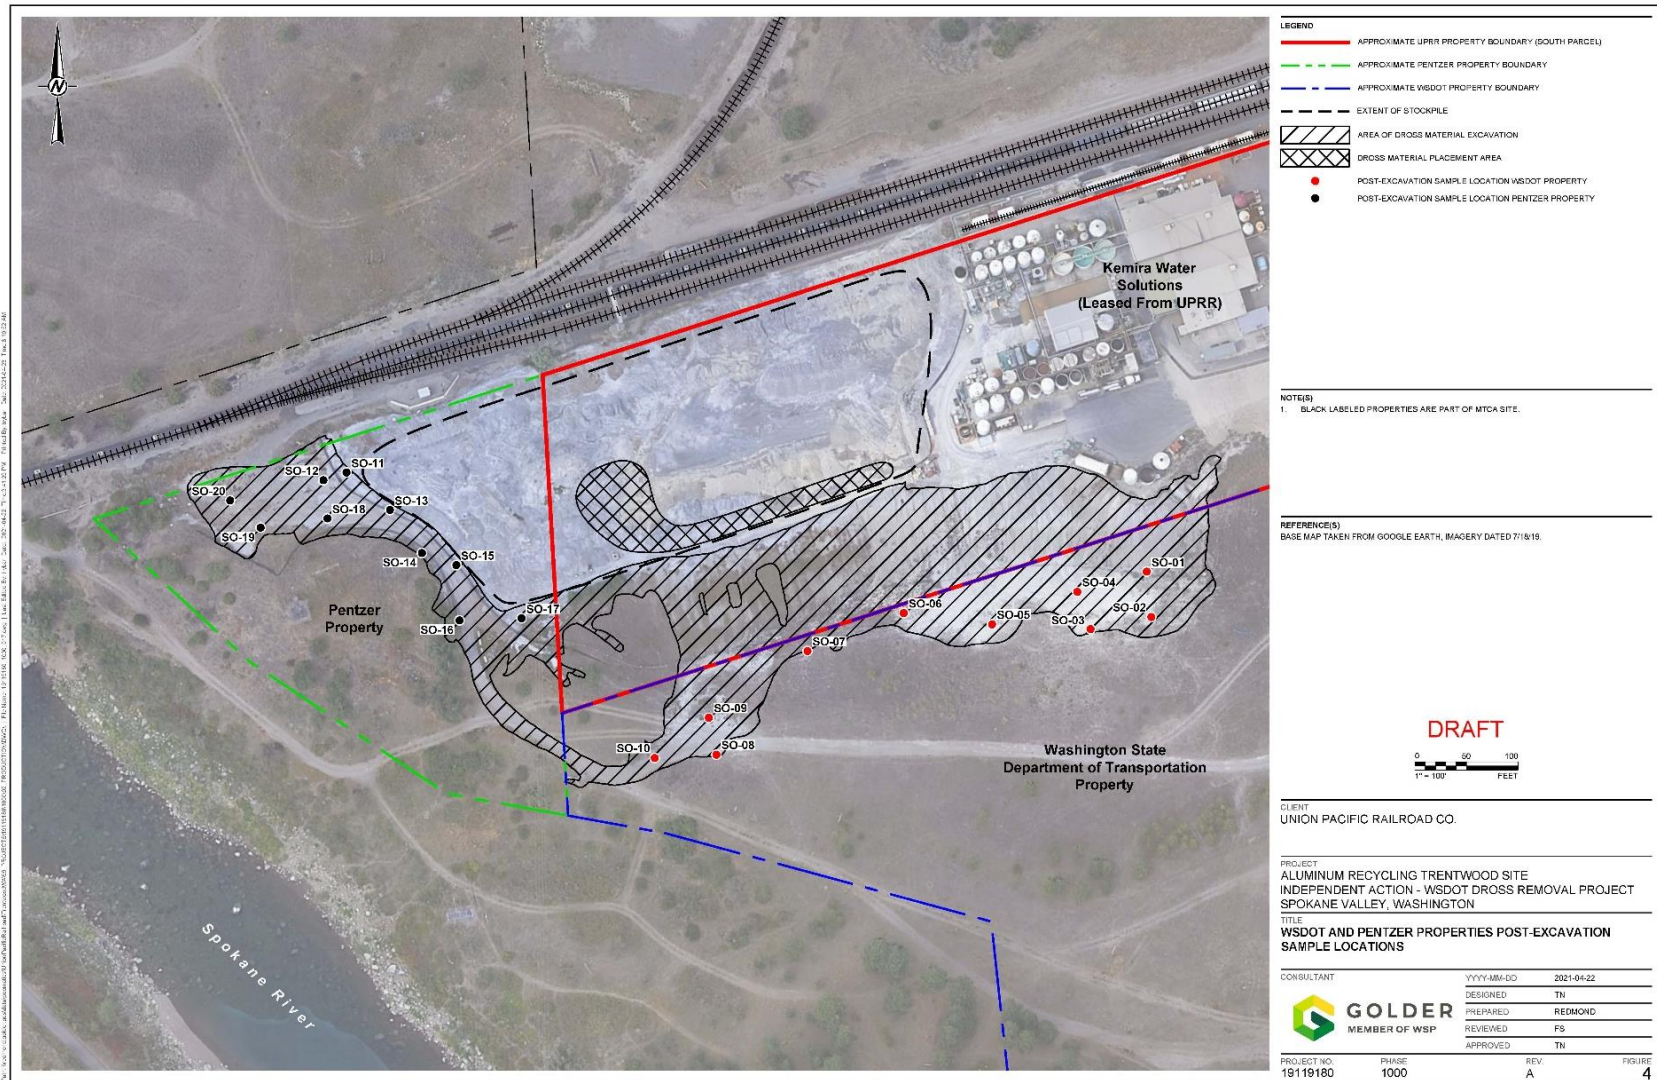 N
SO-20
SO-12
SO-11
SO-13
SO-18
SO-19
SO-14
SO-15
SO-16
SO-17
Pentzer
Property
Kemira Water
Solutions
(Leased From UPRR)
SO-01
SO-04
SO-02
SO-03
SO-05
SO-06
SO-07
SO-09
SO-08
SO-10
Washington State
Department of Transportation
Property
Spokane River
LEGEND
APPROXIMATE UPRR PROPERTY BOUNDARY (SOUTH PARCEL)
APPROXIMATE PENTZER PROPERTY BOUNDARY
APPROXIMATE WSDOT PROPERTY BOUNDARY
EXTENT OF STOCKPILE
AREA OF DROSS MATERIAL EXCAVATION
DROSS MATERIAL PLACEMENT AREA
POST-EXCAVATION SAMPLE LOCATION WSDOT PROPERTY
POST-EXCAVATION SAMPLE LOCATION PENTZER PROPERTY
NOTE(S)
1. BLACK LABELED PROPERTIES ARE PART OF MTCA SITE.
REFERENCE(S)
BASE MAP TAKEN FROM GOOGLE EARTH, IMAGERY DATED 7/18/19.
DRAFT
0 50 100
1" = 100' FEET
CLIENT
UNION PACIFIC RAILROAD CO.
PROJECT
ALUMINUM RECYCLING TRENTWOOD SITE
INDEPENDENT ACTION - WSDOT DROSS REMOVAL PROJECT
SPOKANE VALLEY, WASHINGTON
TITLE
WSDOT AND PENTZER PROPERTIES POST-EXCAVATION
SAMPLE LOCATIONS
CONSULTANT
GOLDER
MEMBER OF WSP
YYYY-MM-DD 2021-04-22
DESIGNED TN
PREPARED REDMOND
REVIEWED FS
APPROVED TN
PROJECT NO. PHASE REV. FIGURE
19119180 1000 A 4